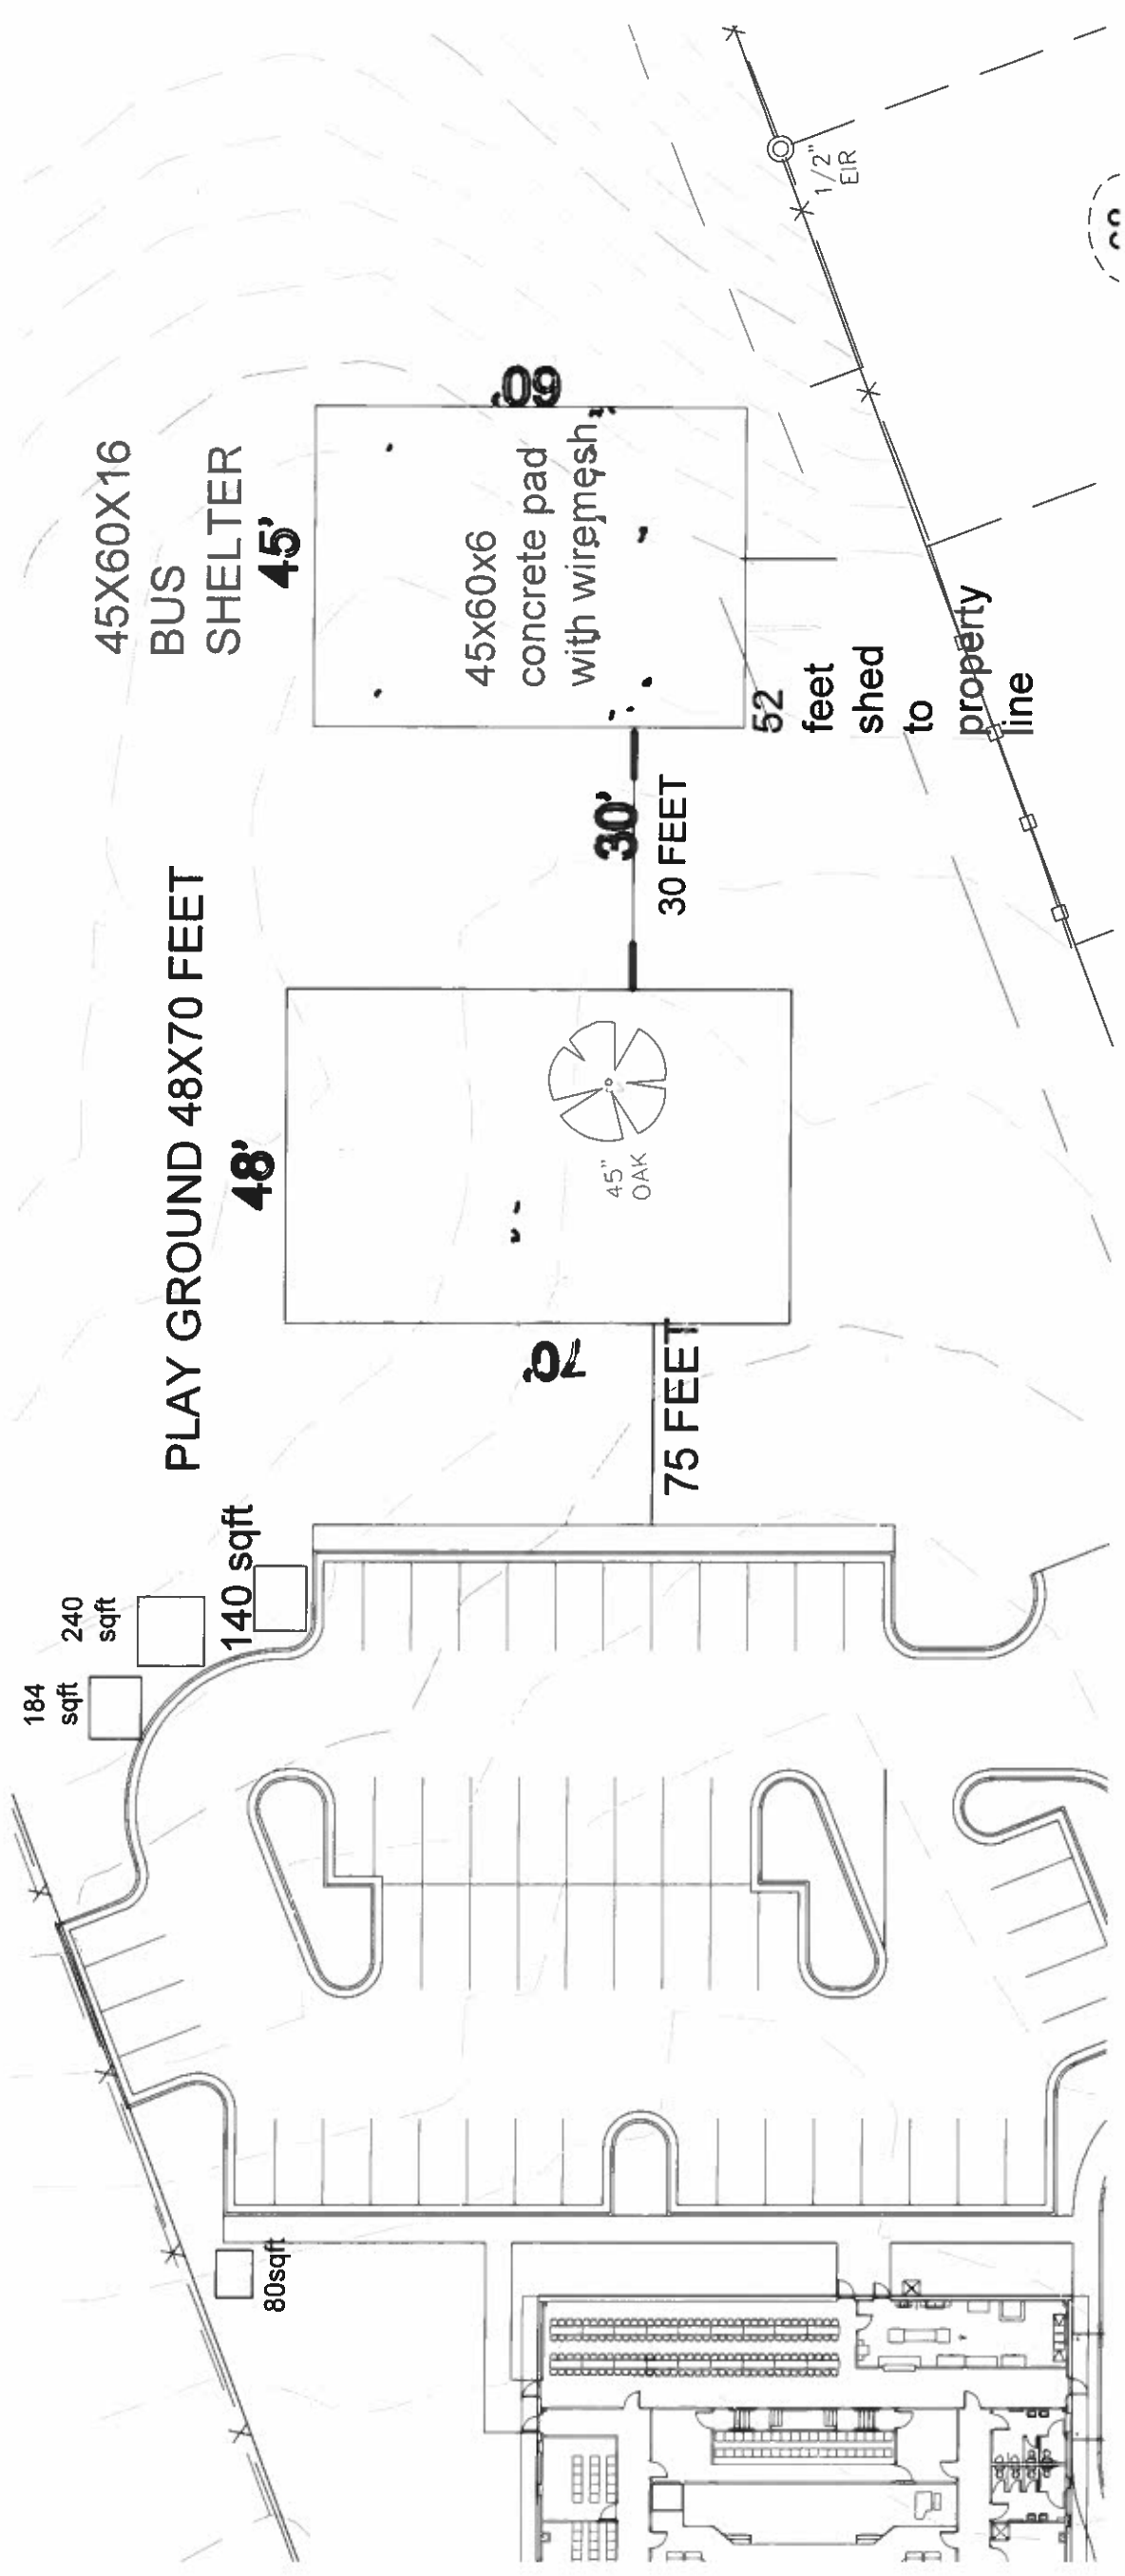 45X60X16
BUS
SHELTER
45'
60'
45x60x6
concrete pad
with wiremesh
1/2"
EIR
52
feet
shed
to
property
line
30'
30 FEET
PLAY GROUND 48X70 FEET
48'
70'
45"
OAK
75 FEET
140 sqft
240
sqft
184
sqft
80sqft